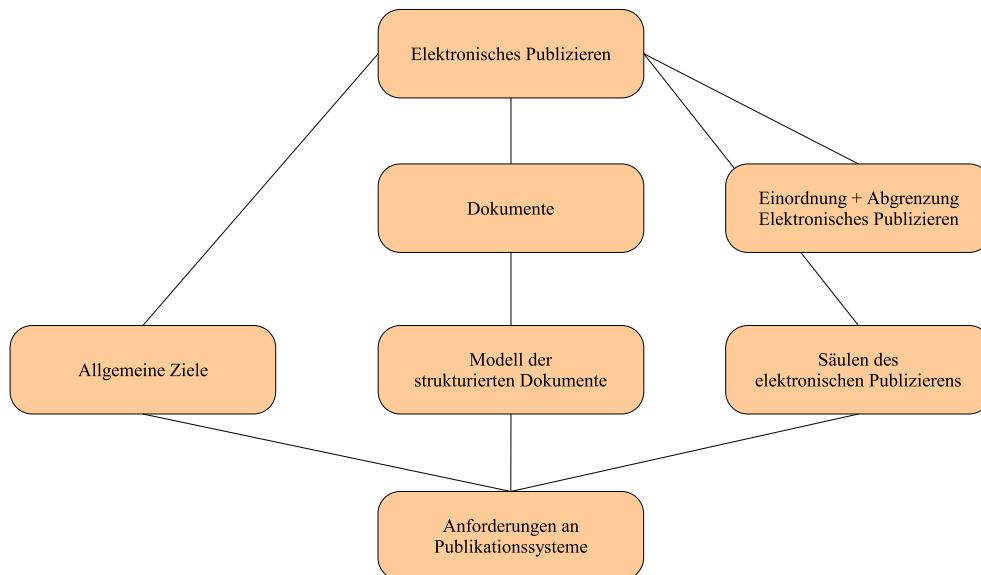 Elektronisches Publizieren
Dokumente
Einordnung + Abgrenzung
Elektronisches Publizieren
Allgemeine Ziele
Modell der
strukturierten Dokumente
Säulen des
elektronischen Publizierens
Anforderungen an
Publikationssysteme